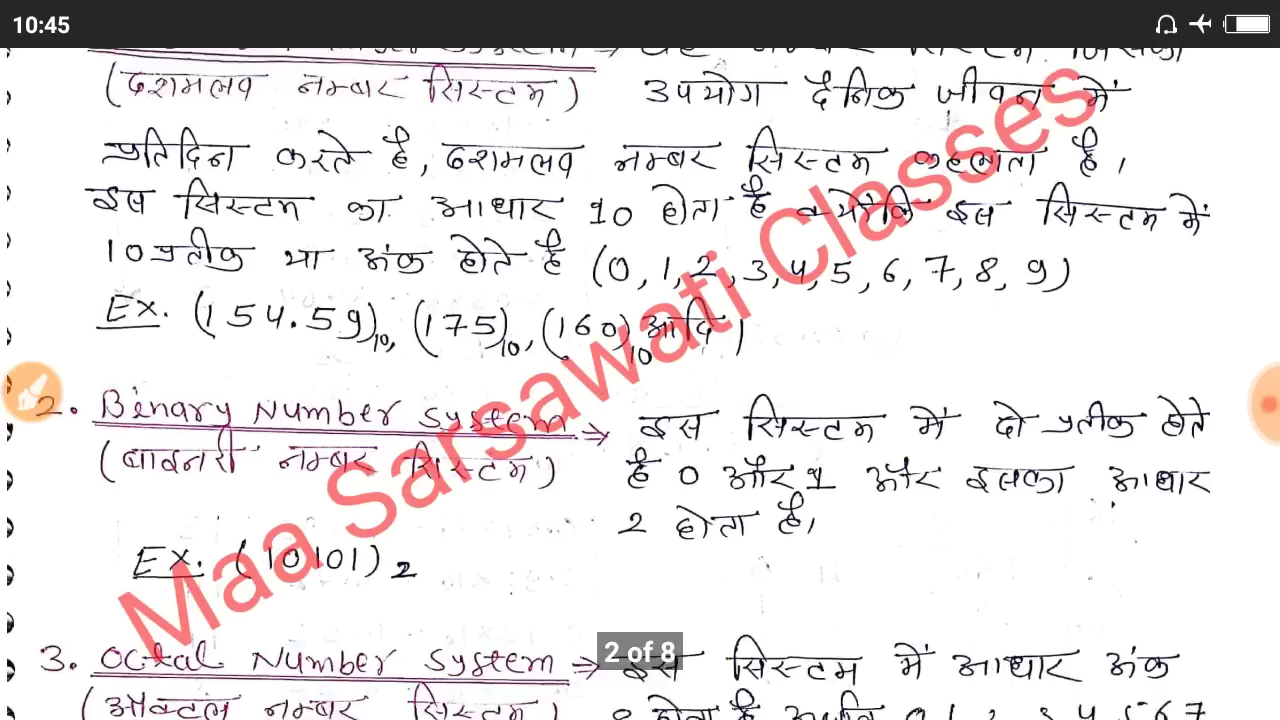 10:45
(दशमलव नम्बर सिस्टम) उपयोग दैनिक जीवन में
प्रतिदिन करते है, दशमलव नम्बर सिस्टम कहलाता है।
इस सिस्टम का आधार 10 होता है क्योंकि इस सिस्टम में
10 प्रतीक या अंक होते है (0, 1, 2, 3, 4, 5, 6, 7, 8, 9)
Ex. (154.59)10, (175)10, (160)10 आदि।
2. Binary Number System ⇒ इस सिस्टम में दो प्रतीक होते
(बाइनरी नम्बर सिस्टम) है 0 और 1 और इसका आधार
2 होता है।
Ex. (10101)2
Maa Sarsawati Classes
2 of 8
3. Octal Number System ⇒ इस सिस्टम में आधार अंक
(ऑक्टल नम्बर सिस्टम)